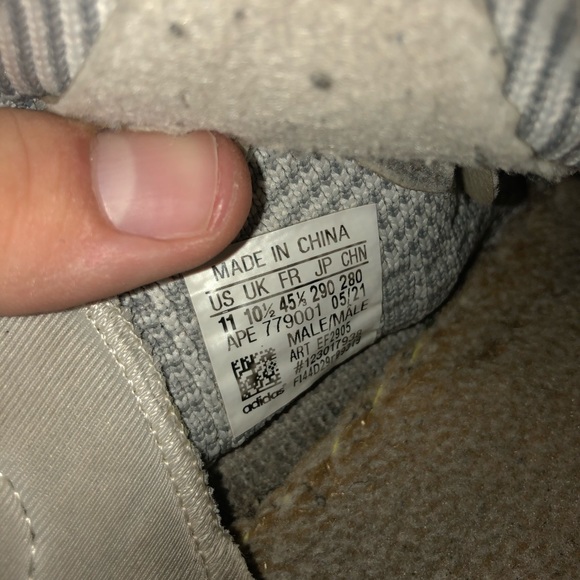 MADE IN CHINA
US UK FR JP CHN
11 10½ 45⅓ 290 280
APE 779001 05/21
MALE/MALE
ART EF2905
adidas